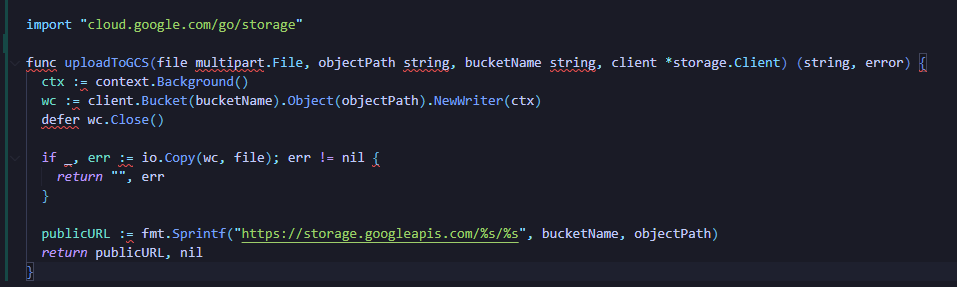 import "cloud.google.com/go/storage"
func uploadToGCS(file multipart.File, objectPath string, bucketName string, client *storage.Client) (string, error) {
ctx := context.Background()
wc := client.Bucket(bucketName).Object(objectPath).NewWriter(ctx)
defer wc.Close()
if _, err := io.Copy(wc, file); err != nil {
return "", err
}
publicURL := fmt.Sprintf("https://storage.googleapis.com/%s/%s", bucketName, objectPath)
return publicURL, nil
}